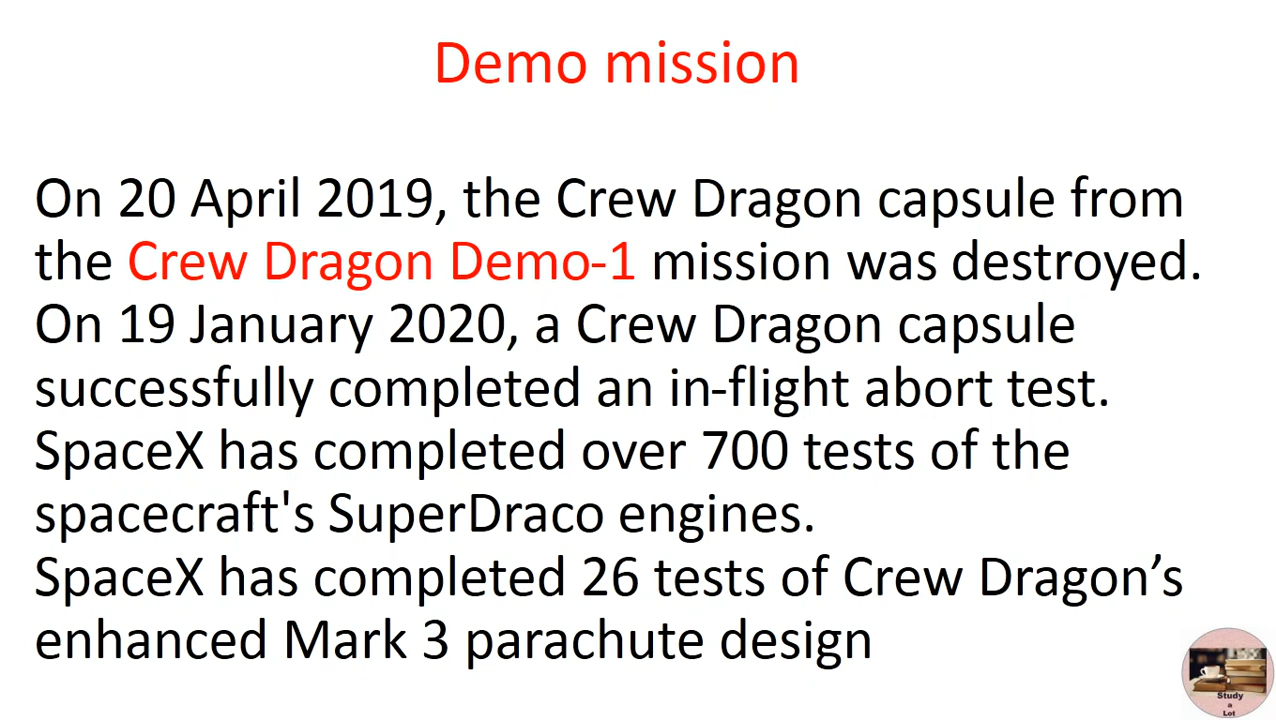 Demo mission
On 20 April 2019, the Crew Dragon capsule from
the Crew Dragon Demo-1 mission was destroyed.
On 19 January 2020, a Crew Dragon capsule
successfully completed an in-flight abort test.
SpaceX has completed over 700 tests of the
spacecraft's SuperDraco engines.
SpaceX has completed 26 tests of Crew Dragon’s
enhanced Mark 3 parachute design
Study
a
Lot